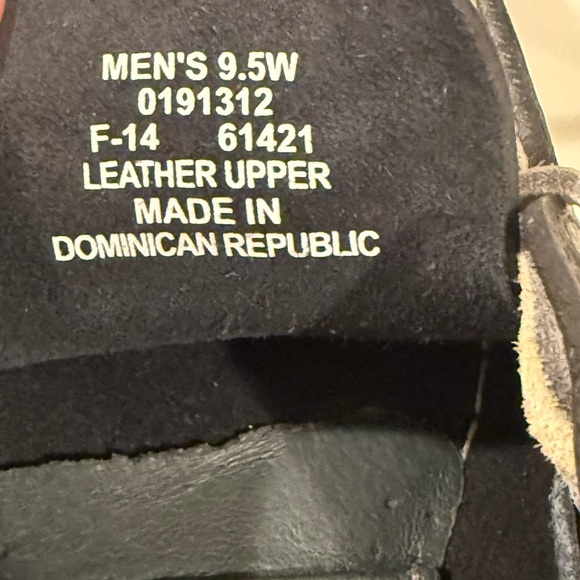 MEN'S 9.5W
0191312
F-14 61421
LEATHER UPPER
MADE IN
DOMINICAN REPUBLIC